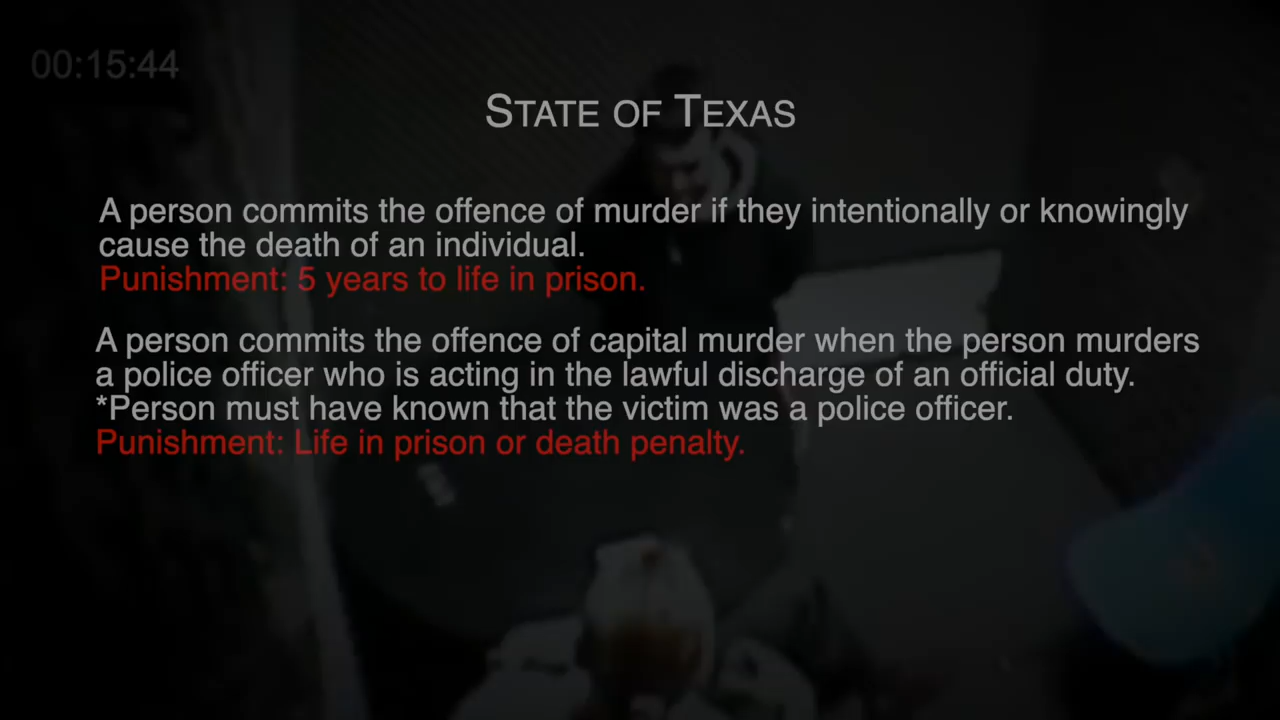 00:15:44
STATE OF TEXAS
A person commits the offence of murder if they intentionally or knowingly
cause the death of an individual.
Punishment: 5 years to life in prison.
A person commits the offence of capital murder when the person murders
a police officer who is acting in the lawful discharge of an official duty.
*Person must have known that the victim was a police officer.
Punishment: Life in prison or death penalty.